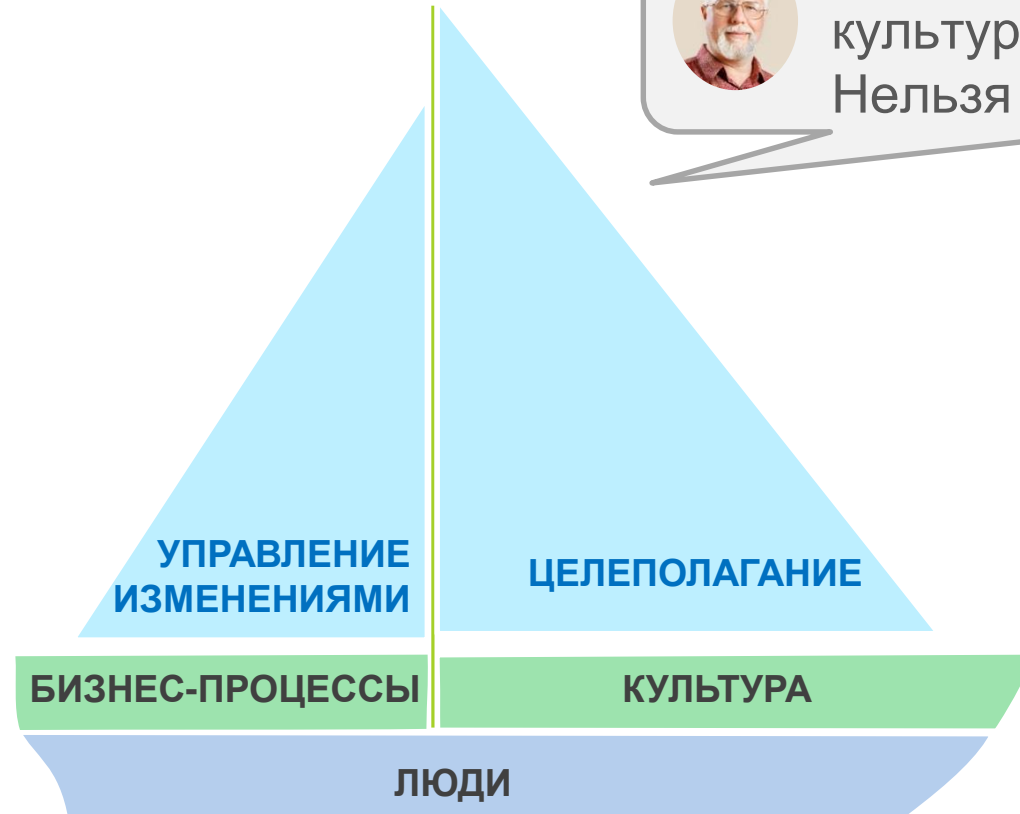 культур
Нельзя
УПРАВЛЕНИЕ
ИЗМЕНЕНИЯМИ
ЦЕЛЕПОЛАГАНИЕ
БИЗНЕС-ПРОЦЕССЫ
КУЛЬТУРА
ЛЮДИ